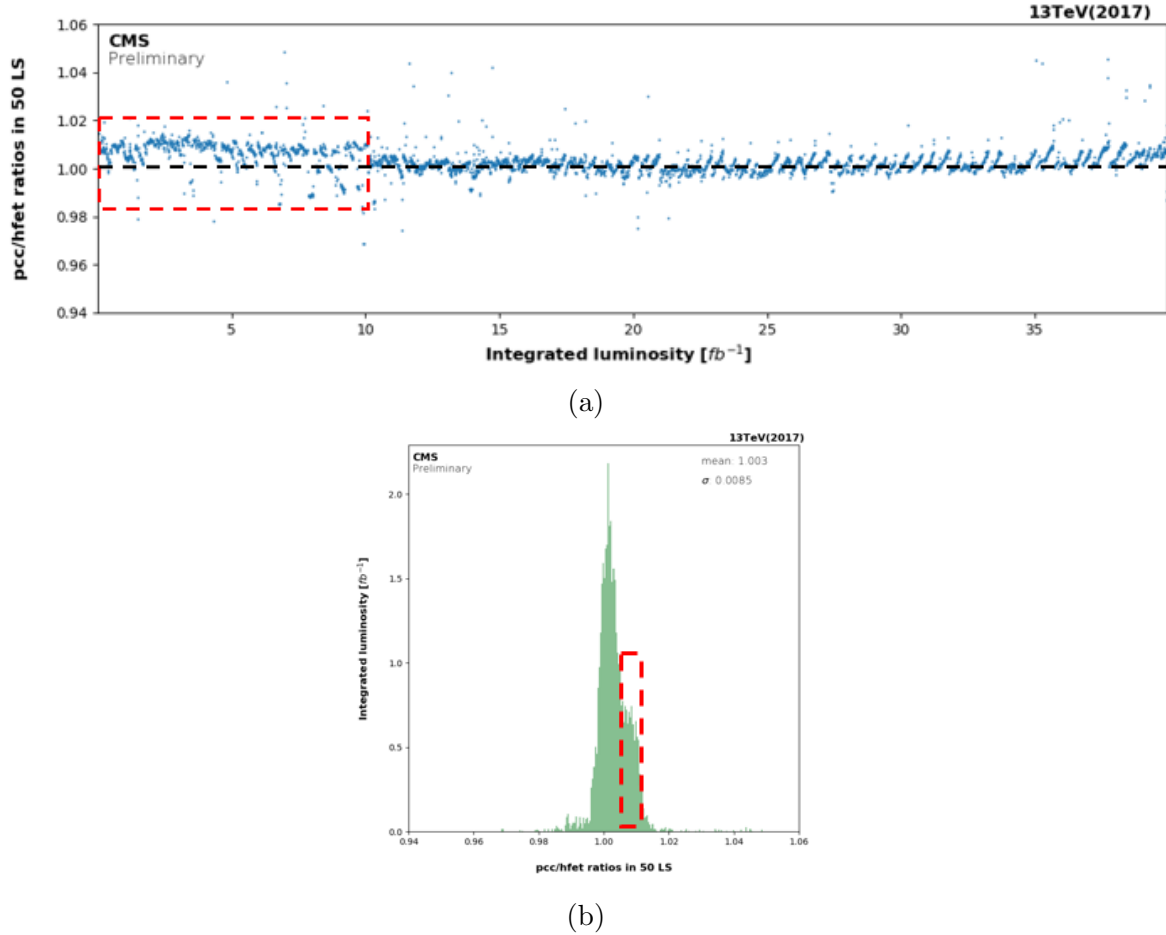 13TeV(2017)
CMS
Preliminary
pcc/hfet ratios in 50 LS
1.06
1.04
1.02
1.00
0.98
0.96
0.94
5 10 15 20 25 30 35
Integrated luminosity [fb⁻¹]
(a)
13TeV(2017)
CMS
Preliminary
mean: 1.003
σ: 0.0085
Integrated luminosity [fb⁻¹]
2.0
1.5
1.0
0.5
0.0
0.94 0.96 0.98 1.00 1.02 1.04 1.06
pcc/hfet ratios in 50 LS
(b)